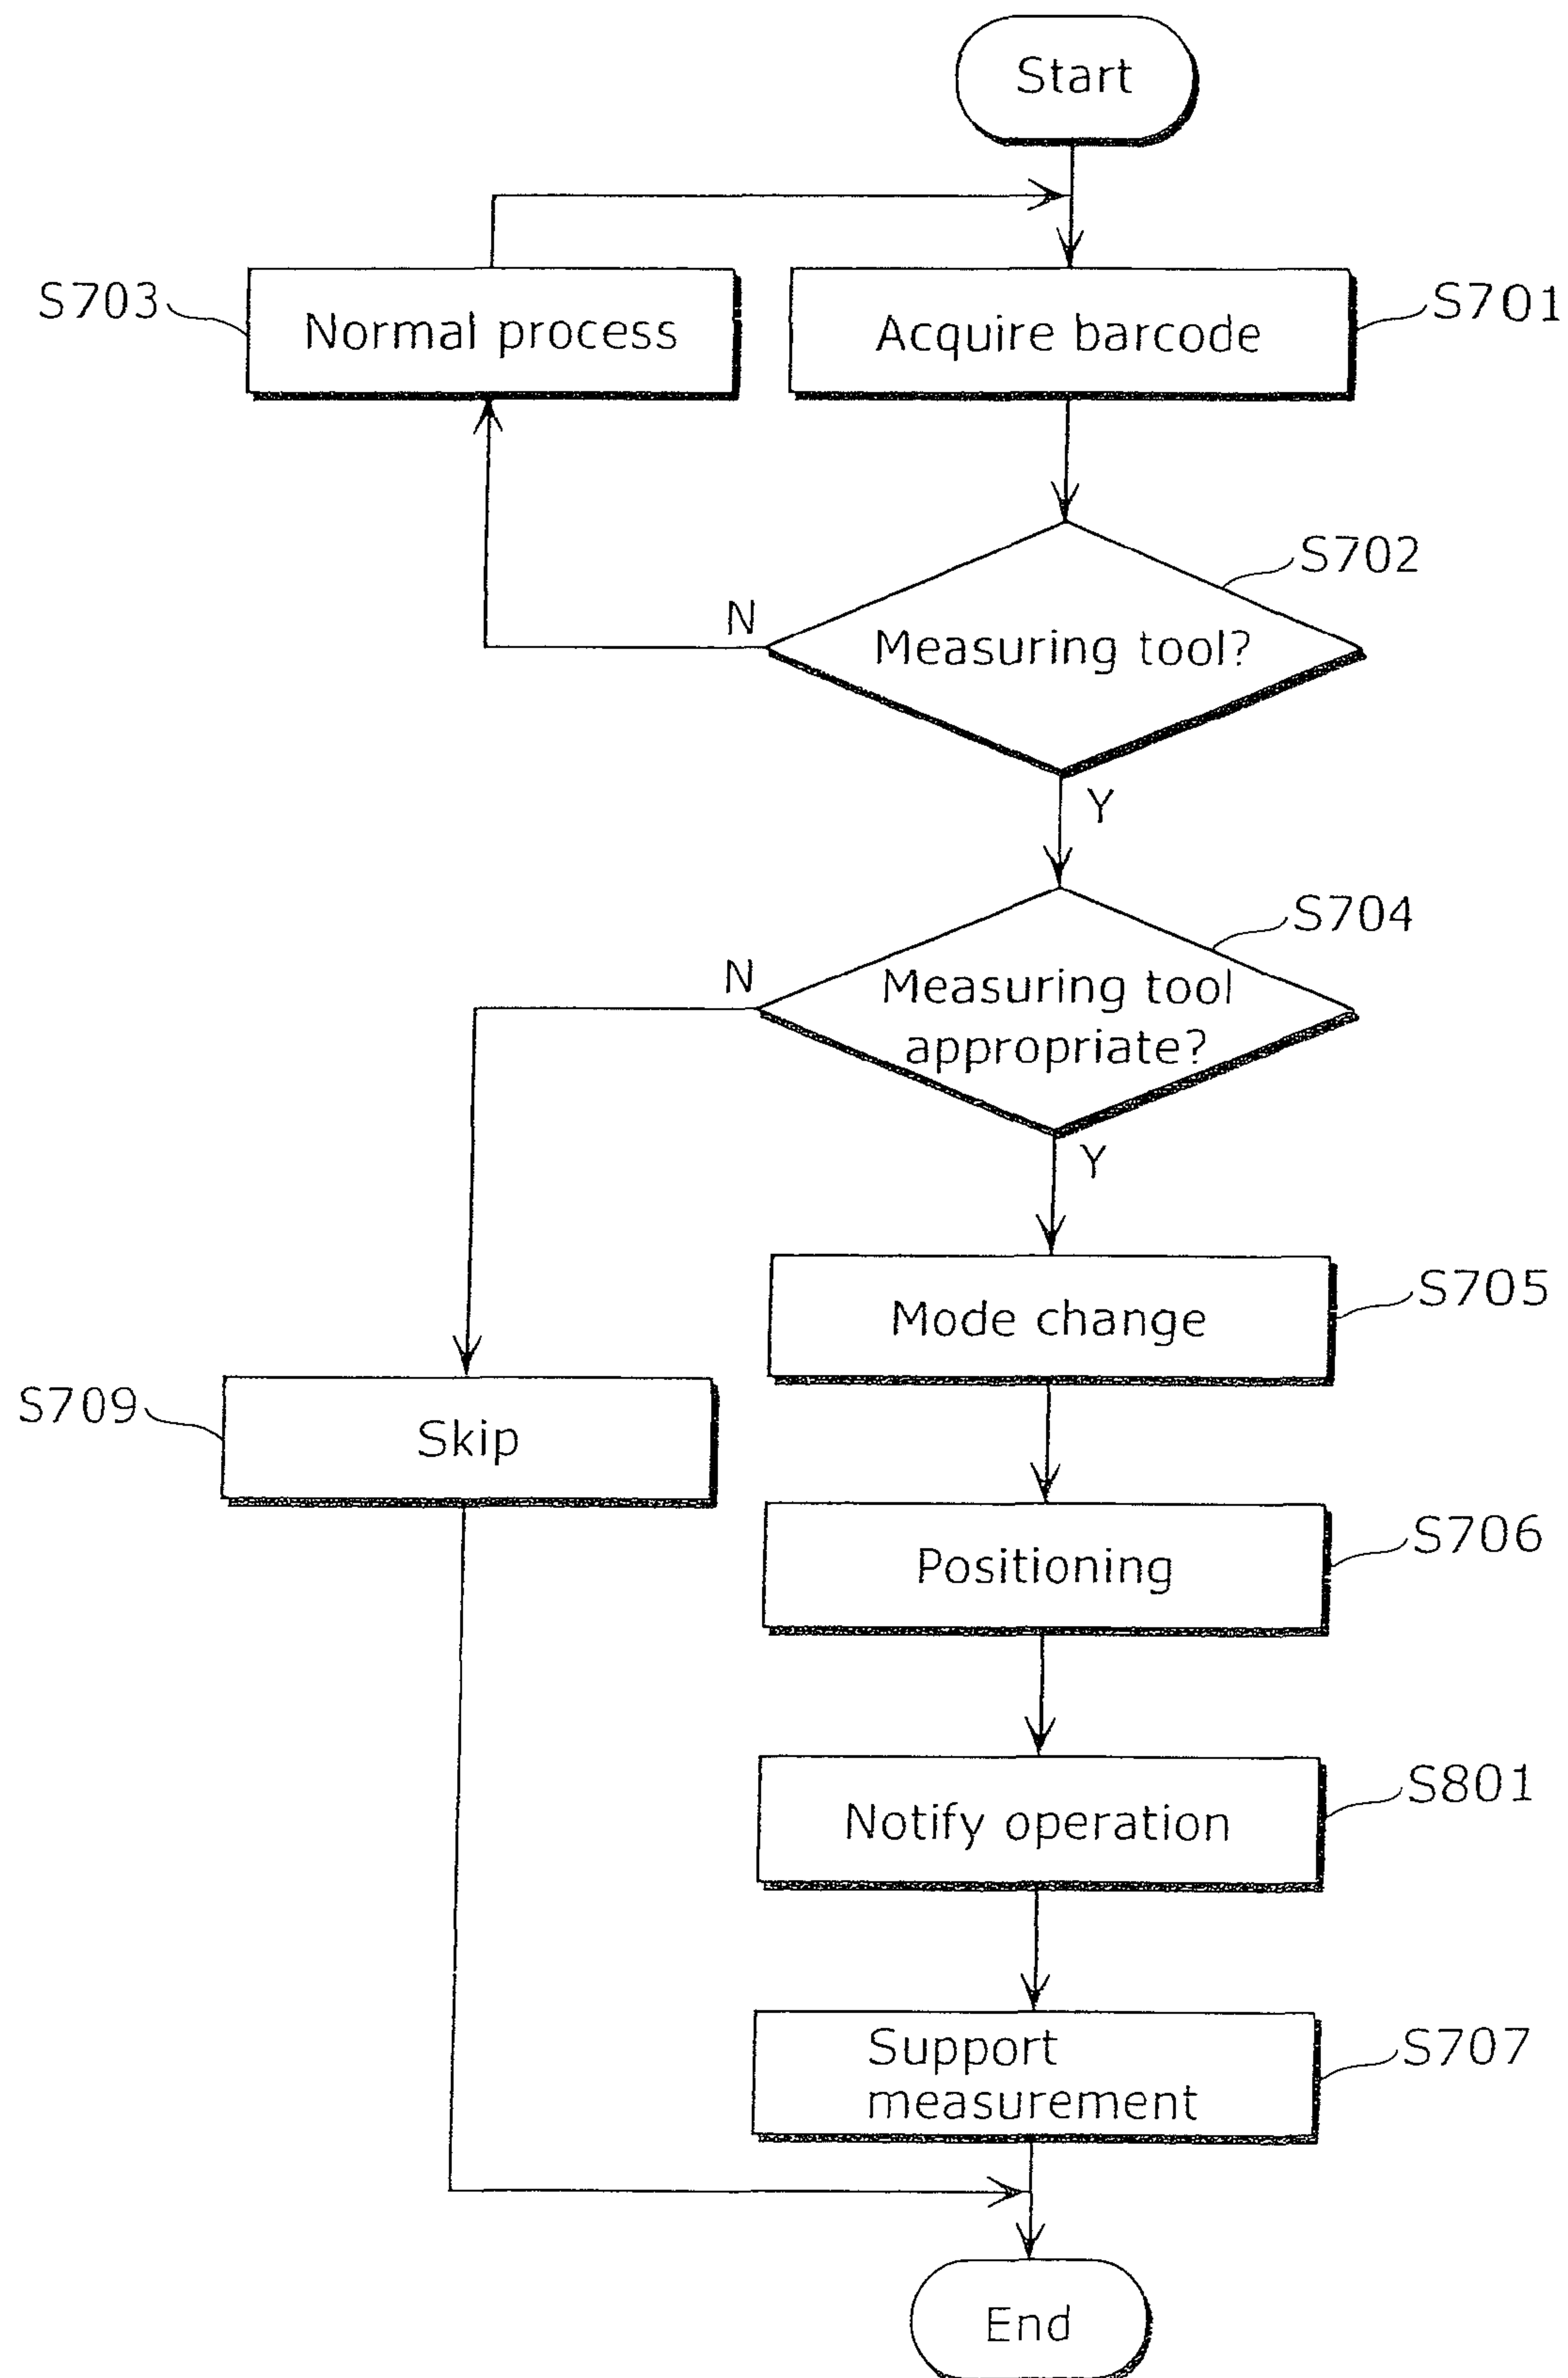 Start
S703
Normal process
Acquire barcode
S701
S702
N
Measuring tool?
Y
S704
N
Measuring tool
appropriate?
Y
Mode change
S705
S709
Skip
Positioning
S706
Notify operation
S801
Support
measurement
S707
End